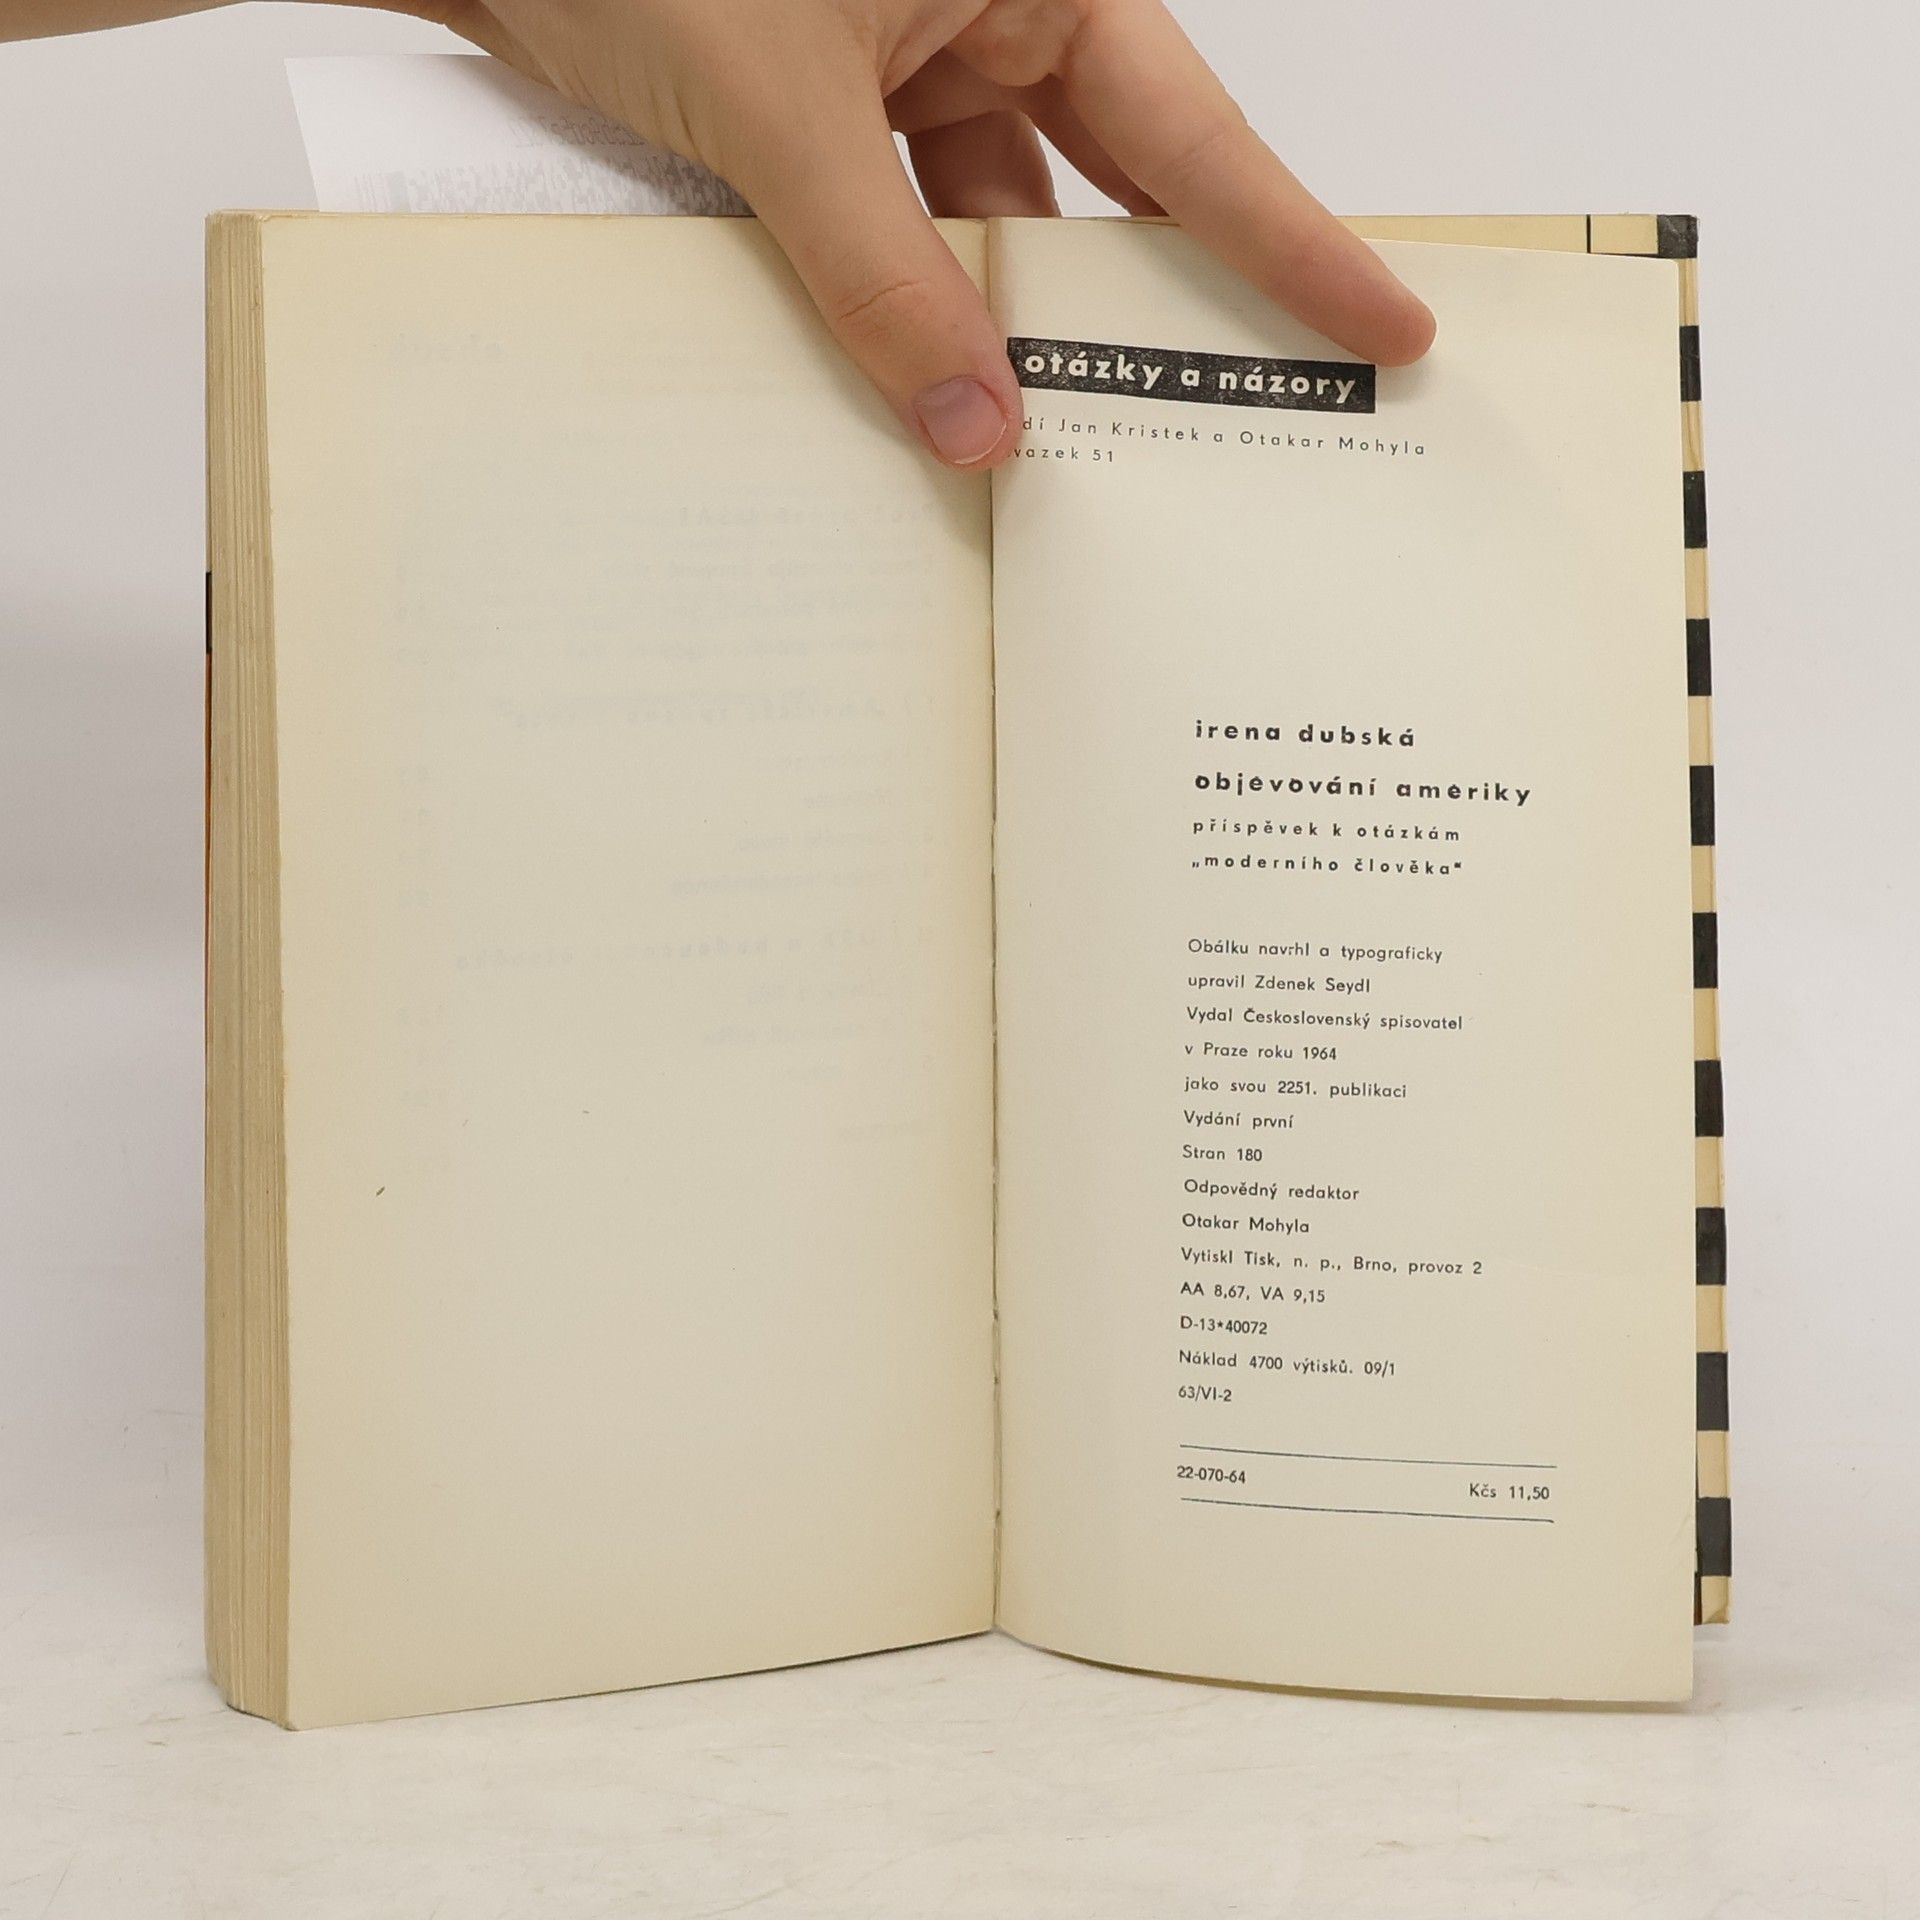 otázky a názory
dí Jan Kristek a Otakar Mohyla
vazek 51
irena dubská
objevování ameriky
příspěvek k otázkám
„moderního člověka“
Obálku navrhl a typograficky
upravil Zdenek Seydl
Vydal Československý spisovatel
v Praze roku 1964
jako svou 2251. publikaci
Vydání první
Stran 180
Odpovědný redaktor
Otakar Mohyla
Vytiskl Tisk, n. p., Brno, provoz 2
AA 8,67, VA 9,15
D-13*40072
Náklad 4700 výtisků. 09/1
63/VI-2
22-070-64 Kčs 11,50